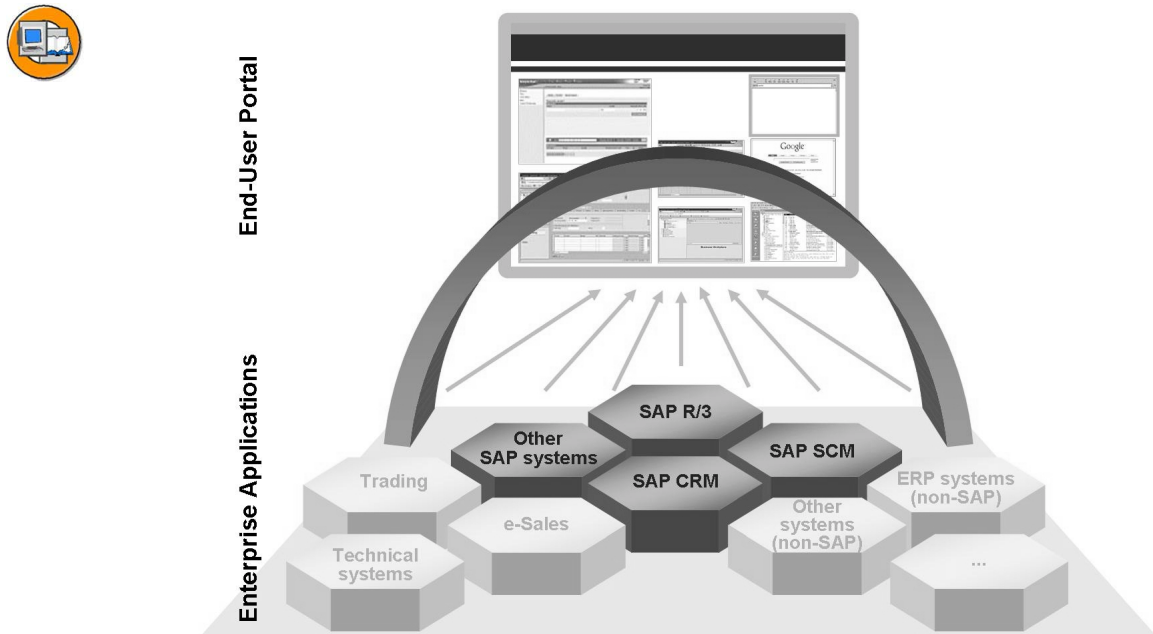 End-User Portal
Google
Enterprise Applications
SAP R/3
Other
SAP systems
SAP SCM
SAP CRM
Trading
ERP systems
(non-SAP)
e-Sales
Other
systems
(non-SAP)
Technical
systems
...